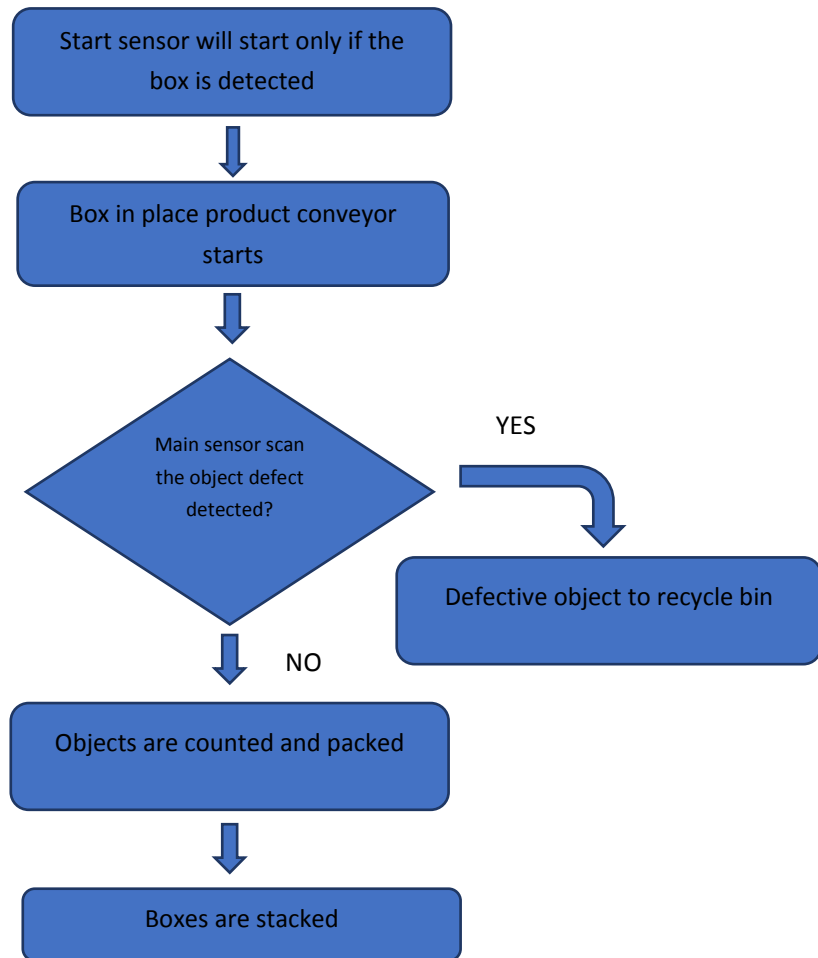 Start sensor will start only if the
box is detected
Box in place product conveyor
starts
Main sensor scan
the object defect
detected?
YES
Defective object to recycle bin
NO
Objects are counted and packed
Boxes are stacked